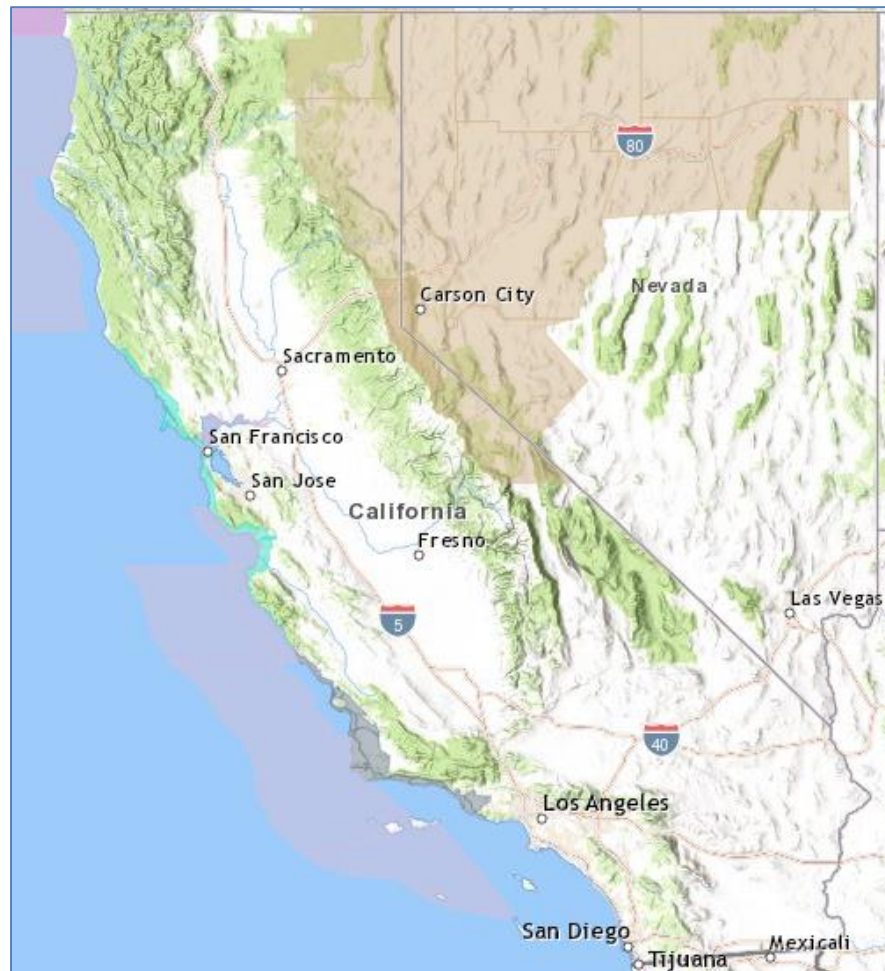 80
Carson City
Nevada
Sacramento
San Francisco
San Jose
California
Fresno
Las Vegas
5
40
Los Angeles
San Diego
Tijuana
Mexicali